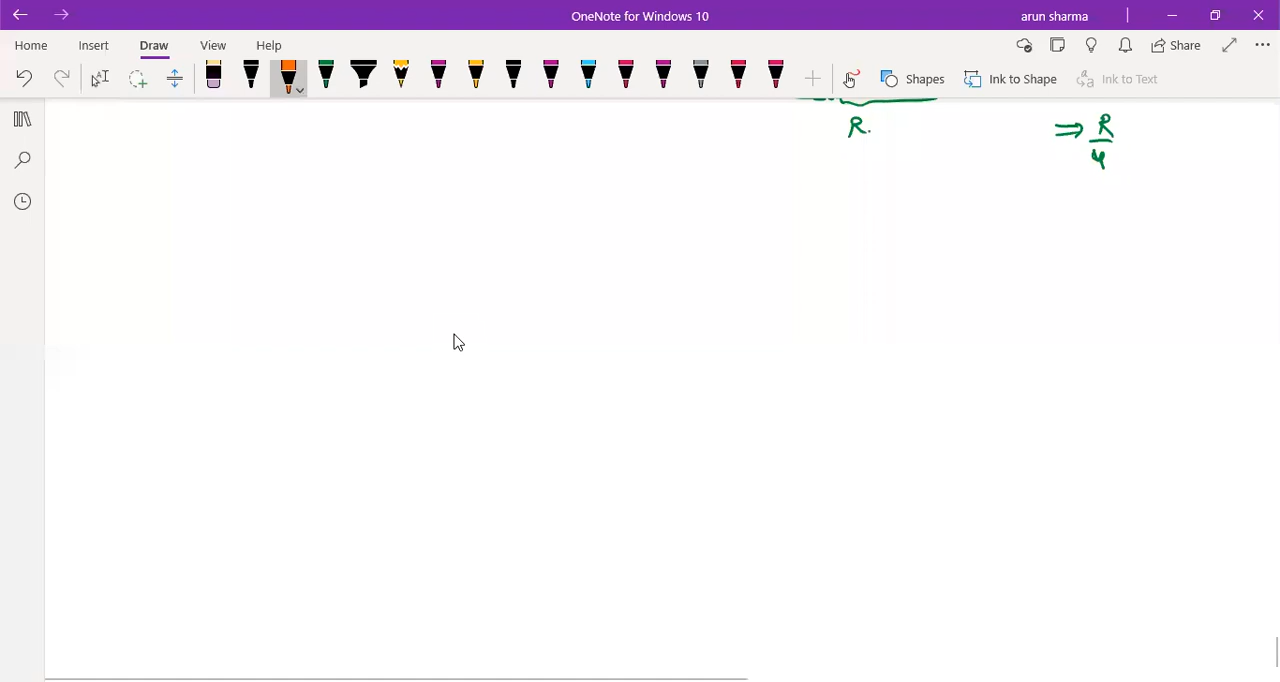 OneNote for Windows 10
arun sharma
Home Insert Draw View Help
Share
Shapes Ink to Shape Ink to Text
R. ⇒ R
4